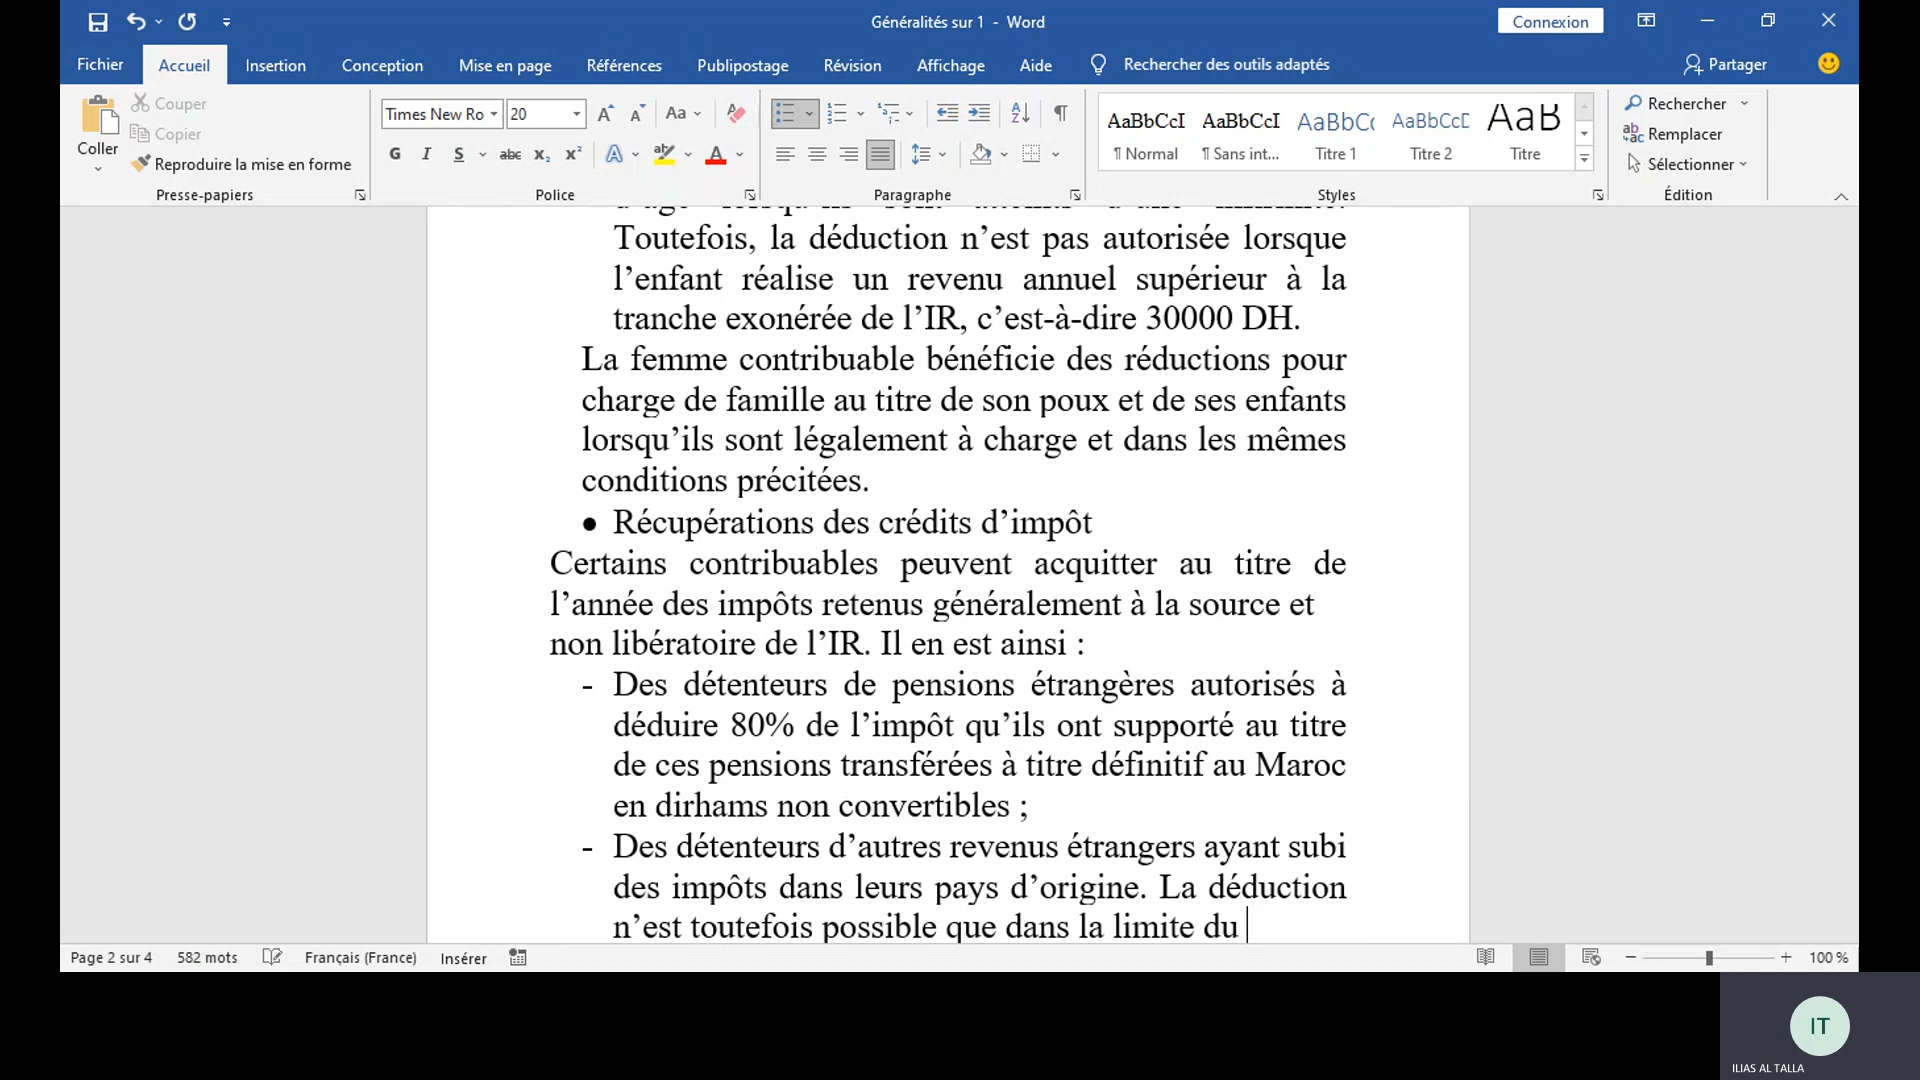 Généralités sur 1 - Word
Connexion
Fichier Accueil Insertion Conception Mise en page Références Publipostage Révision Affichage Aide Rechercher des outils adaptés Partager
Coller
Couper
Copier
Reproduire la mise en forme
Presse-papiers
Times New Ro 20
Aa
G I S abc x₂ x²
Police
Paragraphe
AaBbCcI AaBbCcI AaBbCc AaBbCcD AaB
¶ Normal ¶ Sans int... Titre 1 Titre 2 Titre
Styles
Rechercher
Remplacer
Sélectionner
Édition
Toutefois, la déduction n’est pas autorisée lorsque
l’enfant réalise un revenu annuel supérieur à la
tranche exonérée de l’IR, c’est-à-dire 30000 DH.
La femme contribuable bénéficie des réductions pour
charge de famille au titre de son poux et de ses enfants
lorsqu’ils sont légalement à charge et dans les mêmes
conditions précitées.
• Récupérations des crédits d’impôt
Certains contribuables peuvent acquitter au titre de
l’année des impôts retenus généralement à la source et
non libératoire de l’IR. Il en est ainsi :
- Des détenteurs de pensions étrangères autorisés à
déduire 80% de l’impôt qu’ils ont supporté au titre
de ces pensions transférées à titre définitif au Maroc
en dirhams non convertibles ;
- Des détenteurs d’autres revenus étrangers ayant subi
des impôts dans leurs pays d’origine. La déduction
n’est toutefois possible que dans la limite du
Page 2 sur 4 582 mots Français (France) Insérer 100 %
IT
ILIAS AL TALLA